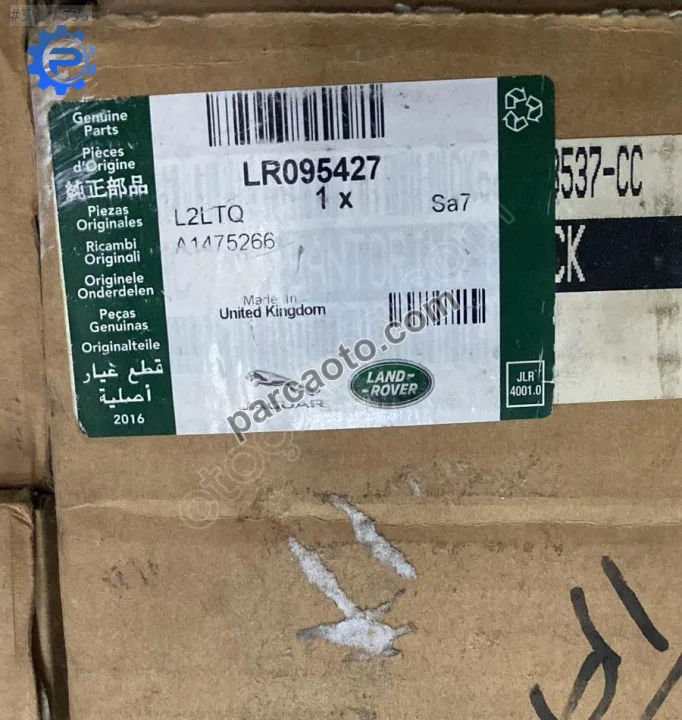 Genuine
Parts
Pièces
d'Origine
純正部品
Piezas
Originales
Ricambi
Originali
Originele
Onderdelen
Peças
Genuinas
Originalteile
قطع غيار
أصلية
2016
LR095427
1 x
L2LTQ
Sa7
A1475266
Made in
United Kingdom
JAGUAR
LAND-
ROVER
JLR
4001.0
537-CC
CK
parcaoto.com